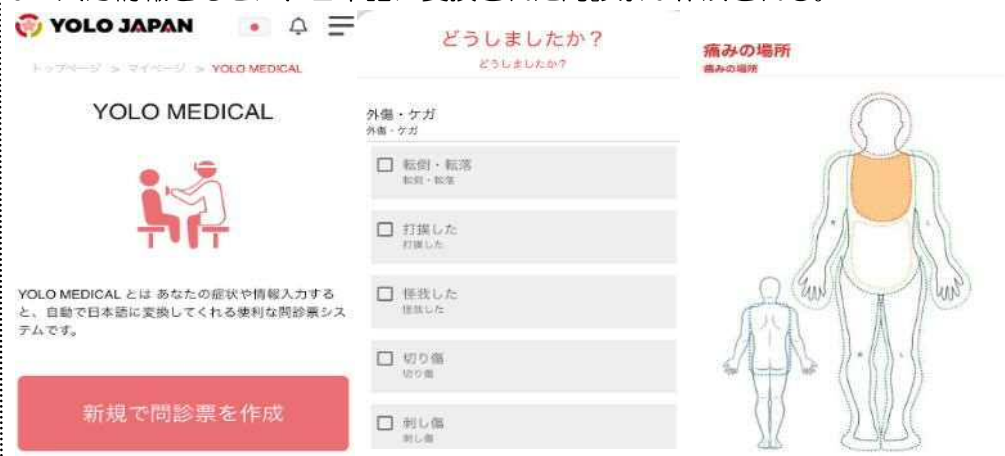 YOLO JAPAN
トップページ > マイページ > YOLO MEDICAL
YOLO MEDICAL
YOLO MEDICAL とは あなたの症状や情報入力する
と、自動で日本語に変換してくれる便利な問診票シス
テムです。
新規で問診票を作成
どうしましたか？
どうしましたか？
外傷・ケガ
外傷・ケガ
転倒・転落
転倒・転落
打撲した
打撲した
怪我した
怪我した
切り傷
切り傷
刺し傷
刺し傷
痛みの場所
痛みの場所